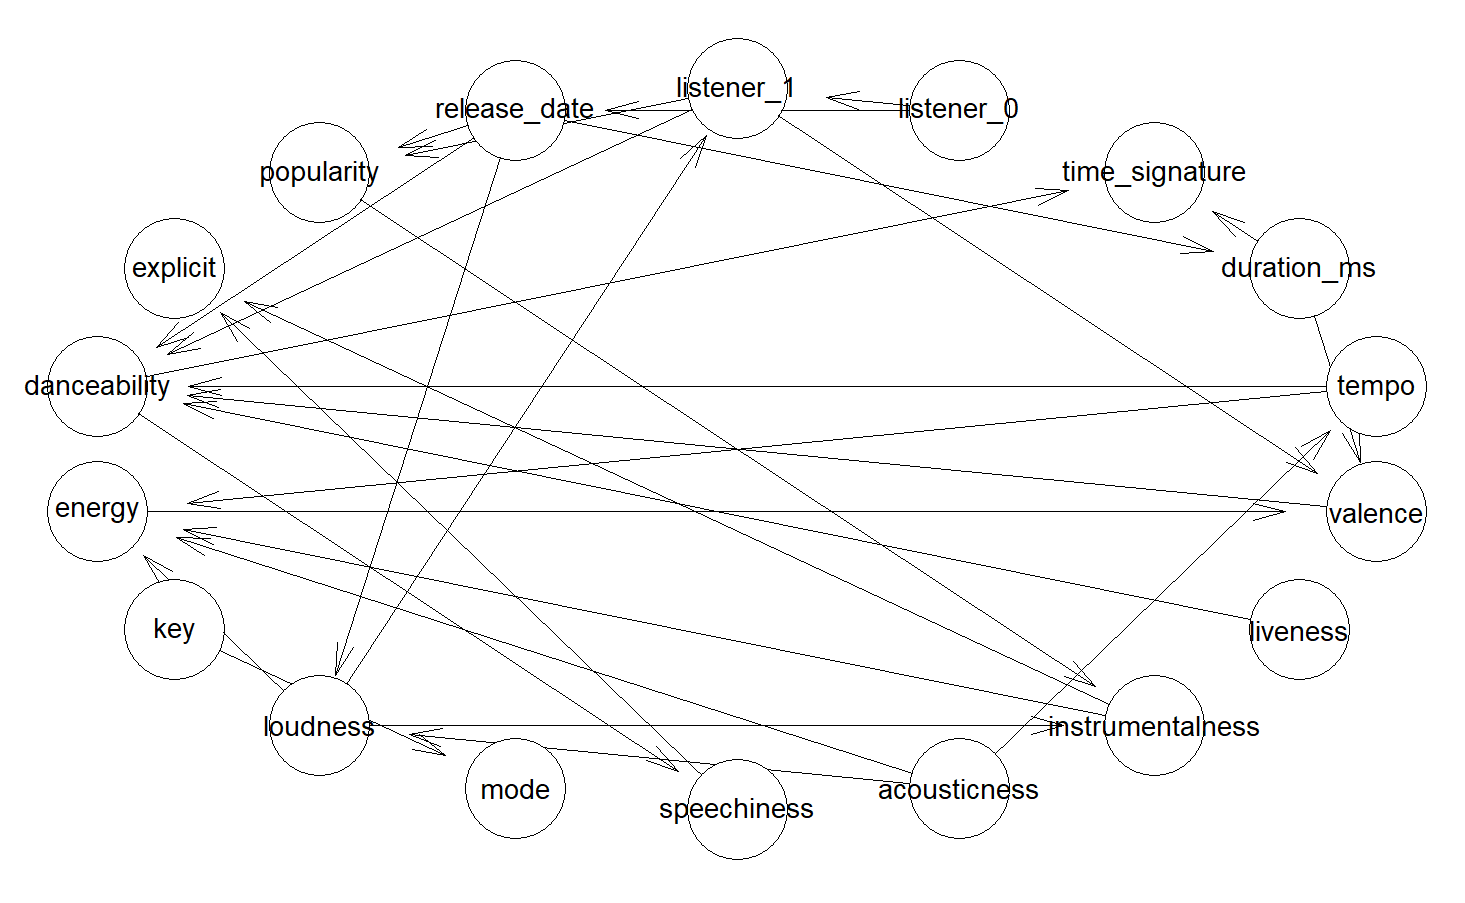 listener_1
release_date
listener_0
popularity
time_signature
explicit
duration_ms
danceability
tempo
energy
valence
key
liveness
loudness
instrumentalness
mode
acousticness
speechiness